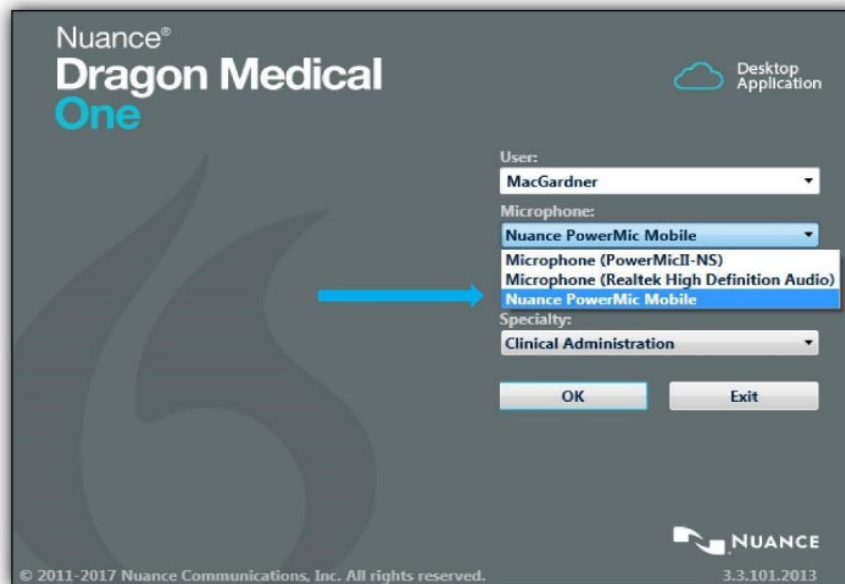 Nuance®
Dragon Medical
One
Desktop
Application
User:
MacGardner
Microphone:
Nuance PowerMic Mobile
Microphone (PowerMicII-NS)
Microphone (Realtek High Definition Audio)
Nuance PowerMic Mobile
Specialty:
Clinical Administration
OK
Exit
NUANCE
© 2011-2017 Nuance Communications, Inc. All rights reserved.
3.3.101.2013